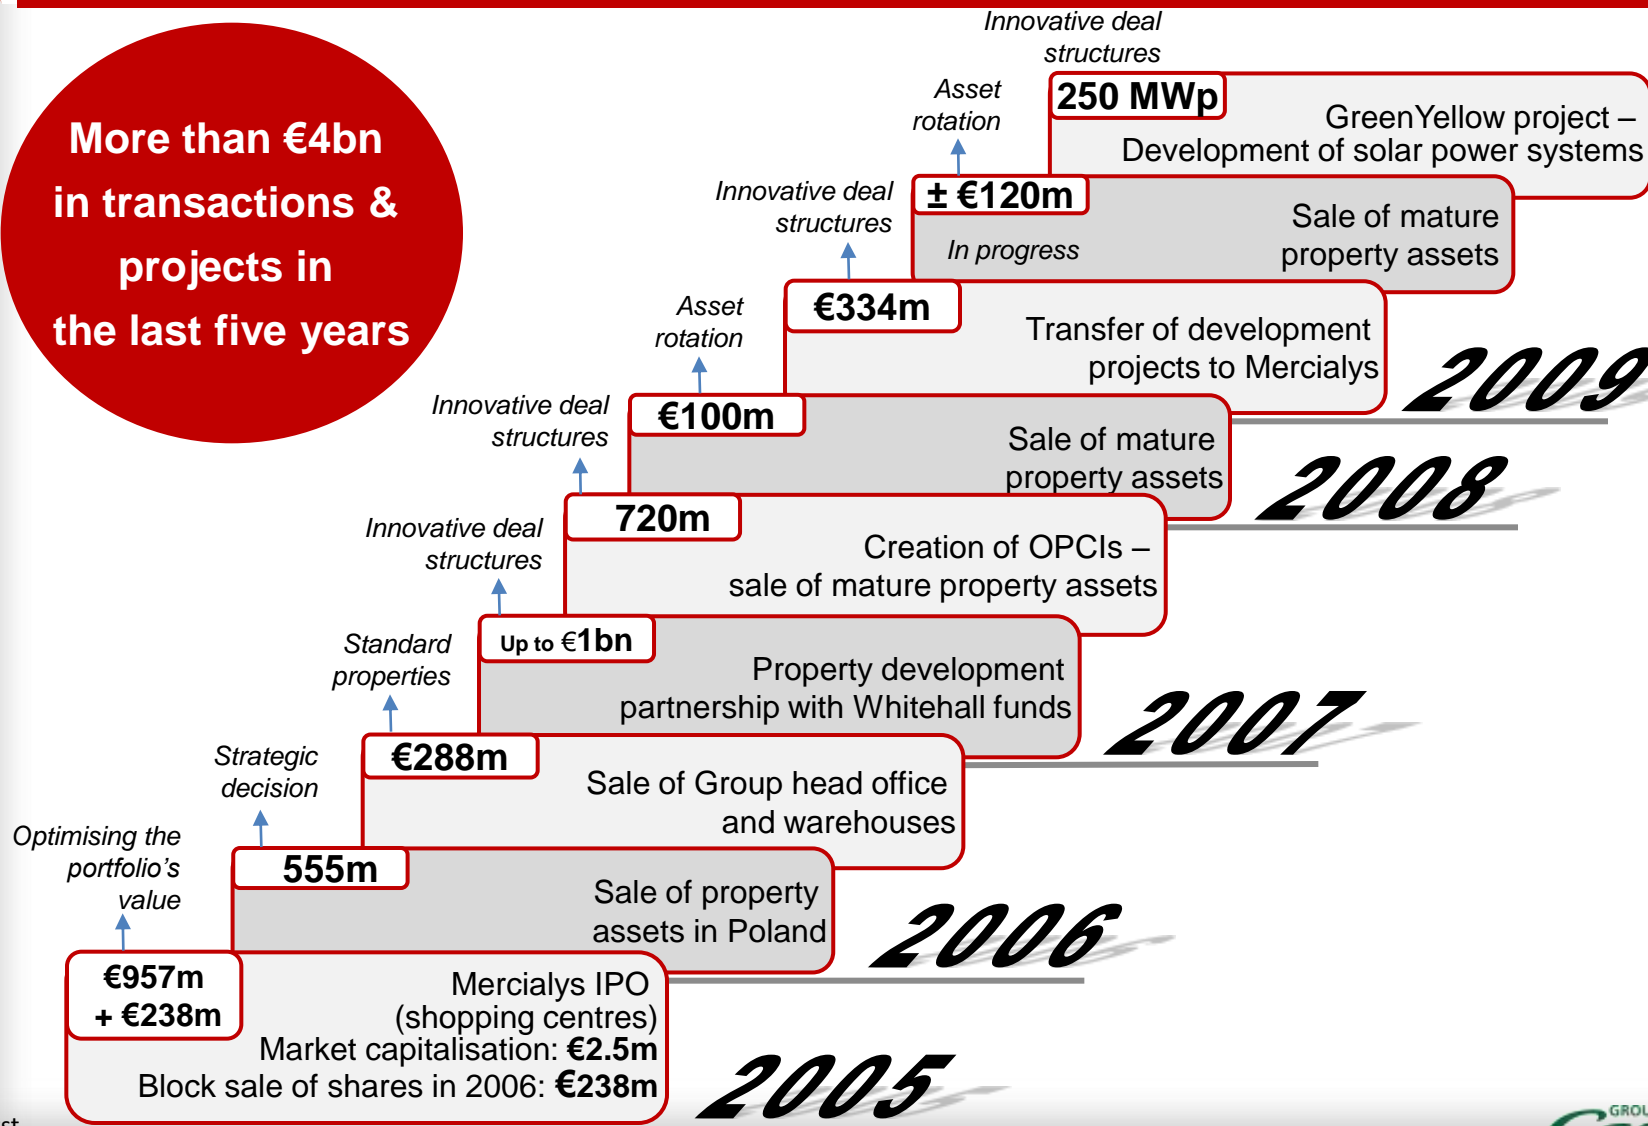 Innovative deal
structures
More than €4bn
in transactions &
projects in
the last five years
250 MWp
GreenYellow project –
Development of solar power systems
Asset
rotation
± €120m
In progress
Sale of mature
property assets
Innovative deal
structures
€334m
Transfer of development
projects to Mercialys
2009
Asset
rotation
€100m
Sale of mature
property assets
2008
Innovative deal
structures
720m
Creation of OPCIs –
sale of mature property assets
Innovative deal
structures
Up to €1bn
Property development
partnership with Whitehall funds
2007
Standard
properties
€288m
Sale of Group head office
and warehouses
Strategic
decision
555m
Sale of property
assets in Poland
2006
Optimising the
portfolio's
value
€957m
+ €238m
Mercialys IPO
(shopping centres)
Market capitalisation: €2.5m
Block sale of shares in 2006: €238m
2005